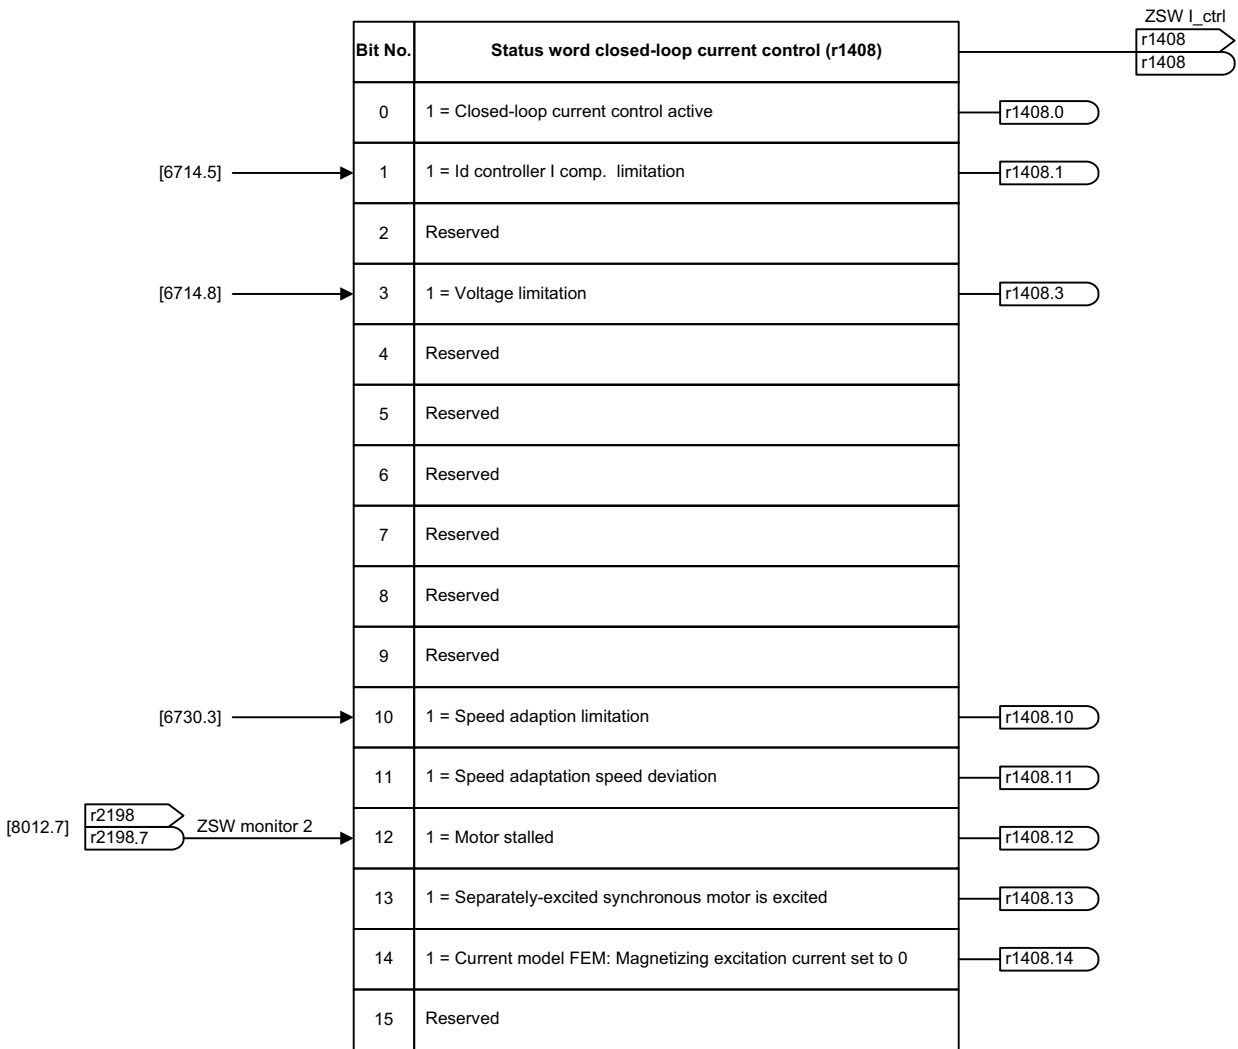 ZSW I_ctrl
Bit No. Status word closed-loop current control (r1408) r1408
r1408
0 1 = Closed-loop current control active r1408.0
[6714.5] 1 1 = Id controller I comp. limitation r1408.1
2 Reserved
[6714.8] 3 1 = Voltage limitation r1408.3
4 Reserved
5 Reserved
6 Reserved
7 Reserved
8 Reserved
9 Reserved
[6730.3] 10 1 = Speed adaption limitation r1408.10
11 1 = Speed adaptation speed deviation r1408.11
[8012.7] r2198
r2198.7 ZSW monitor 2 12 1 = Motor stalled r1408.12
13 1 = Separately-excited synchronous motor is excited r1408.13
14 1 = Current model FEM: Magnetizing excitation current set to 0 r1408.14
15 Reserved